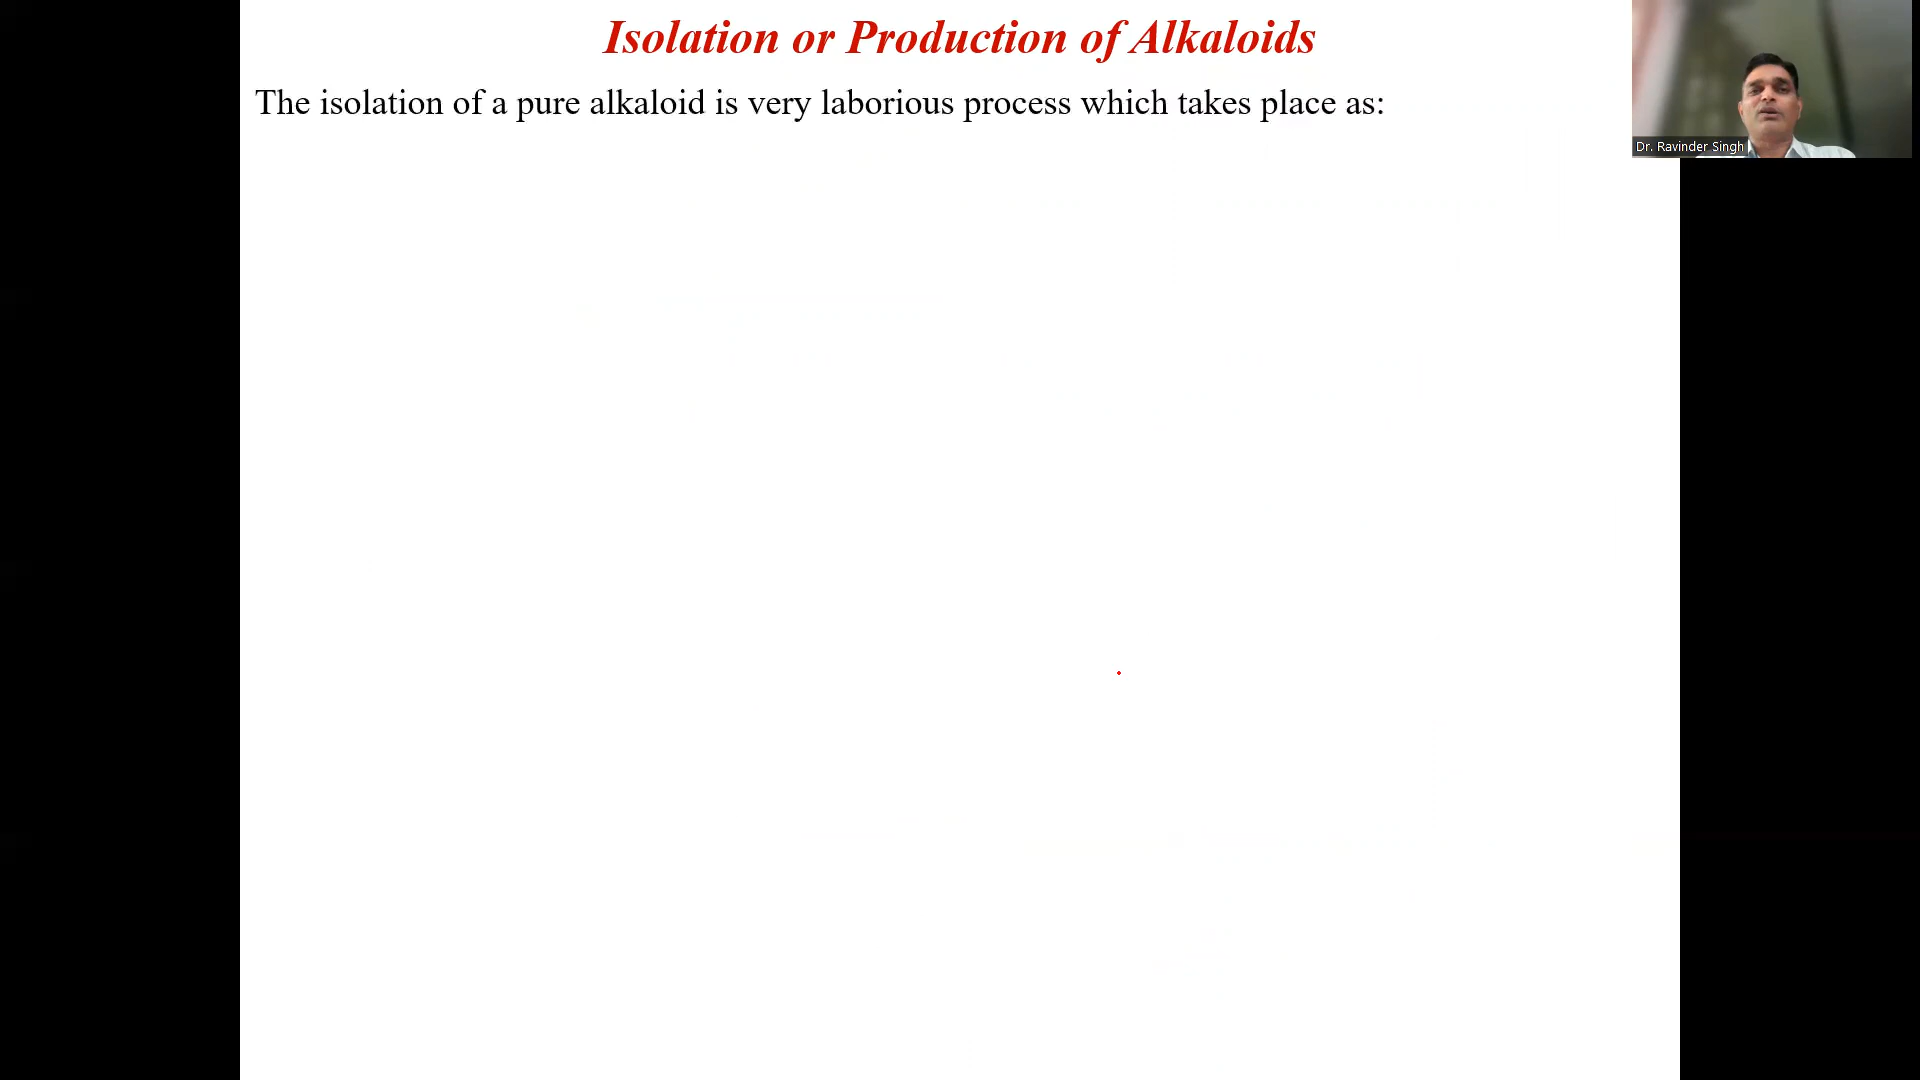 Isolation or Production of Alkaloids
The isolation of a pure alkaloid is very laborious process which takes place as:
Dr. Ravinder Singh